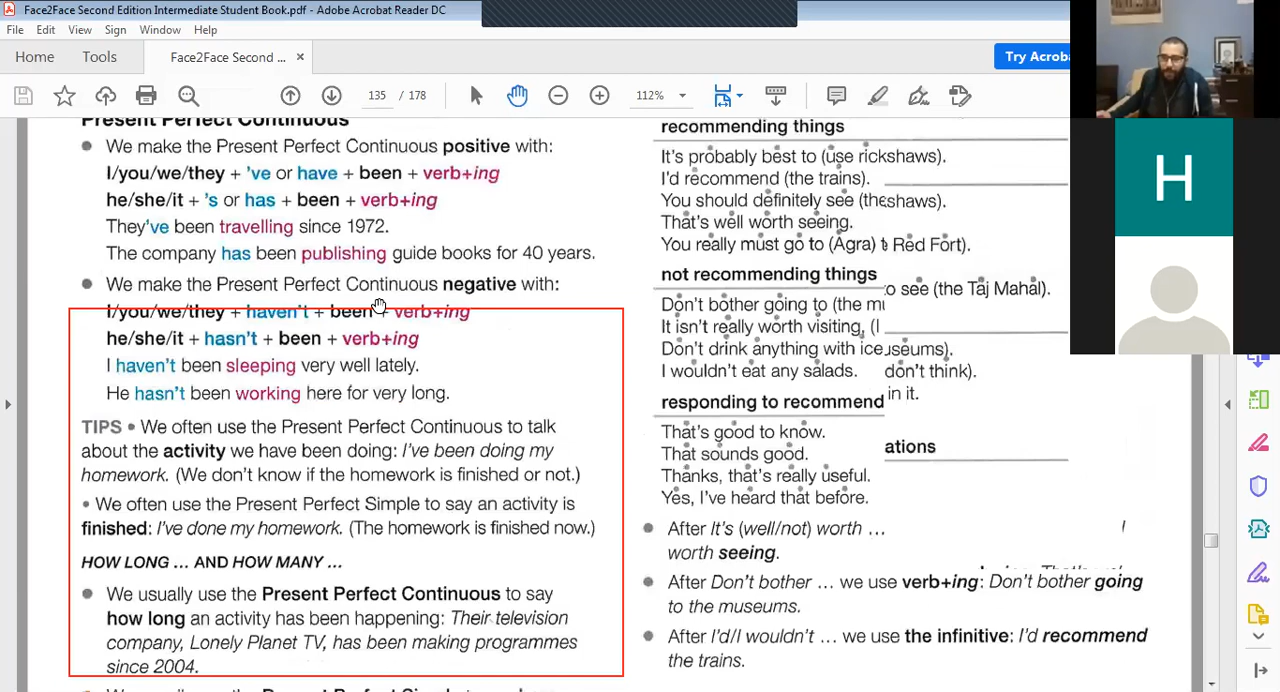 Face2Face Second Edition Intermediate Student Book.pdf - Adobe Acrobat Reader DC
File Edit View Sign Window Help
Home Tools Face2Face Second ... × Try Acroba
135 / 178 112%
Present Perfect Continuous
• We make the Present Perfect Continuous positive with:
I/you/we/they + 've or have + been + verb+ing
he/she/it + 's or has + been + verb+ing
They've been travelling since 1972.
The company has been publishing guide books for 40 years.
• We make the Present Perfect Continuous negative with:
I/you/we/they + haven't + been + verb+ing
he/she/it + hasn't + been + verb+ing
I haven't been sleeping very well lately.
He hasn't been working here for very long.
TIPS • We often use the Present Perfect Continuous to talk
about the activity we have been doing: I've been doing my
homework. (We don't know if the homework is finished or not.)
• We often use the Present Perfect Simple to say an activity is
finished: I've done my homework. (The homework is finished now.)
HOW LONG ... AND HOW MANY ...
• We usually use the Present Perfect Continuous to say
how long an activity has been happening: Their television
company, Lonely Planet TV, has been making programmes
since 2004.
recommending things
It's probably best to (use rickshaws).
I'd recommend (the trains).
You should definitely see (the shaws).
That's well worth seeing.
You really must go to (Agra) t Red Fort).
not recommending things
o see (the Taj Mahal).
Don't bother going to (the mu
It isn't really worth visiting, (I
Don't drink anything with ice useums).
I wouldn't eat any salads. don't think).
in it.
responding to recommend
ations
That's good to know.
That sounds good.
Thanks, that's really useful.
Yes, I've heard that before.
• After It's (well/not) worth ...
worth seeing.
• After Don't bother ... we use verb+ing: Don't bother going
to the museums.
• After I'd/I wouldn't ... we use the infinitive: I'd recommend
the trains.
H